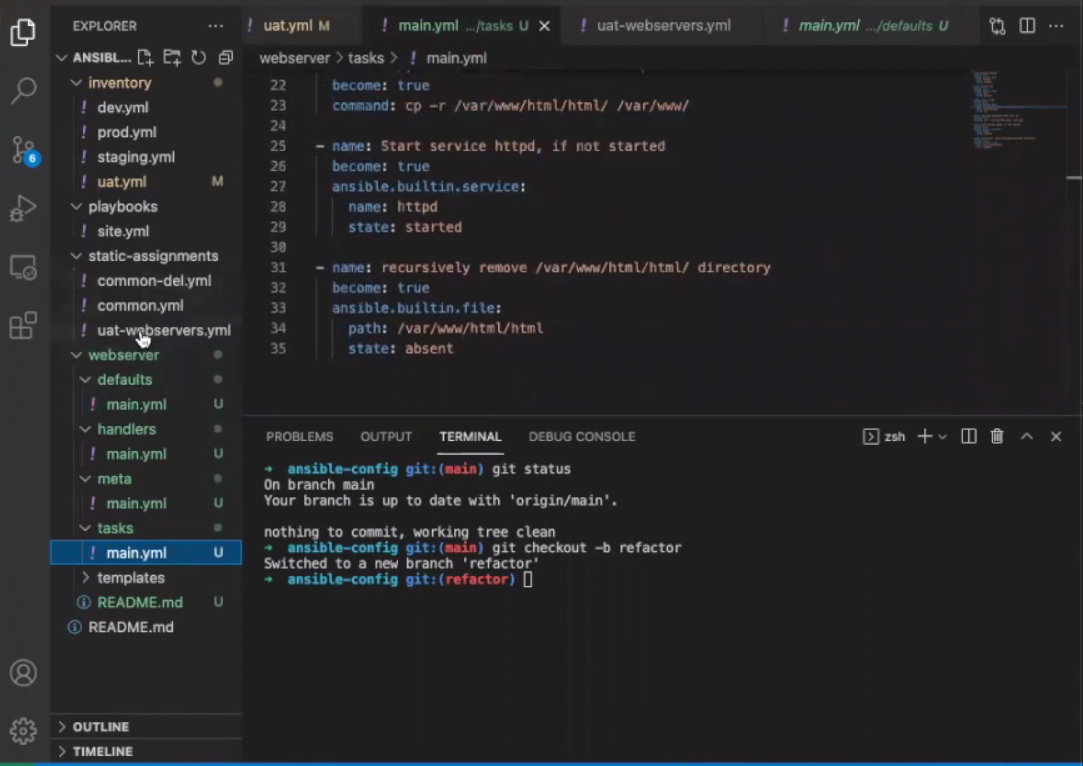 EXPLORER
ANSIBL...
inventory
! dev.yml
! prod.yml
! staging.yml
! uat.yml M
playbooks
! site.yml
static-assignments
! common-del.yml
! common.yml
! uat-webservers.yml
webserver
defaults
! main.yml U
handlers
! main.yml U
meta
! main.yml U
tasks
! main.yml U
templates
README.md U
README.md
OUTLINE
TIMELINE
6
! uat.yml M
! main.yml .../tasks U
! uat-webservers.yml
! main.yml .../defaults U
webserver > tasks > ! main.yml
22 become: true
23 command: cp -r /var/www/html/html/ /var/www/
24
25 - name: Start service httpd, if not started
26 become: true
27 ansible.builtin.service:
28 name: httpd
29 state: started
30
31 - name: recursively remove /var/www/html/html/ directory
32 become: true
33 ansible.builtin.file:
34 path: /var/www/html/html
35 state: absent
PROBLEMS OUTPUT TERMINAL DEBUG CONSOLE zsh
→ ansible-config git:(main) git status
On branch main
Your branch is up to date with 'origin/main'.
nothing to commit, working tree clean
→ ansible-config git:(main) git checkout -b refactor
Switched to a new branch 'refactor'
→ ansible-config git:(refactor)